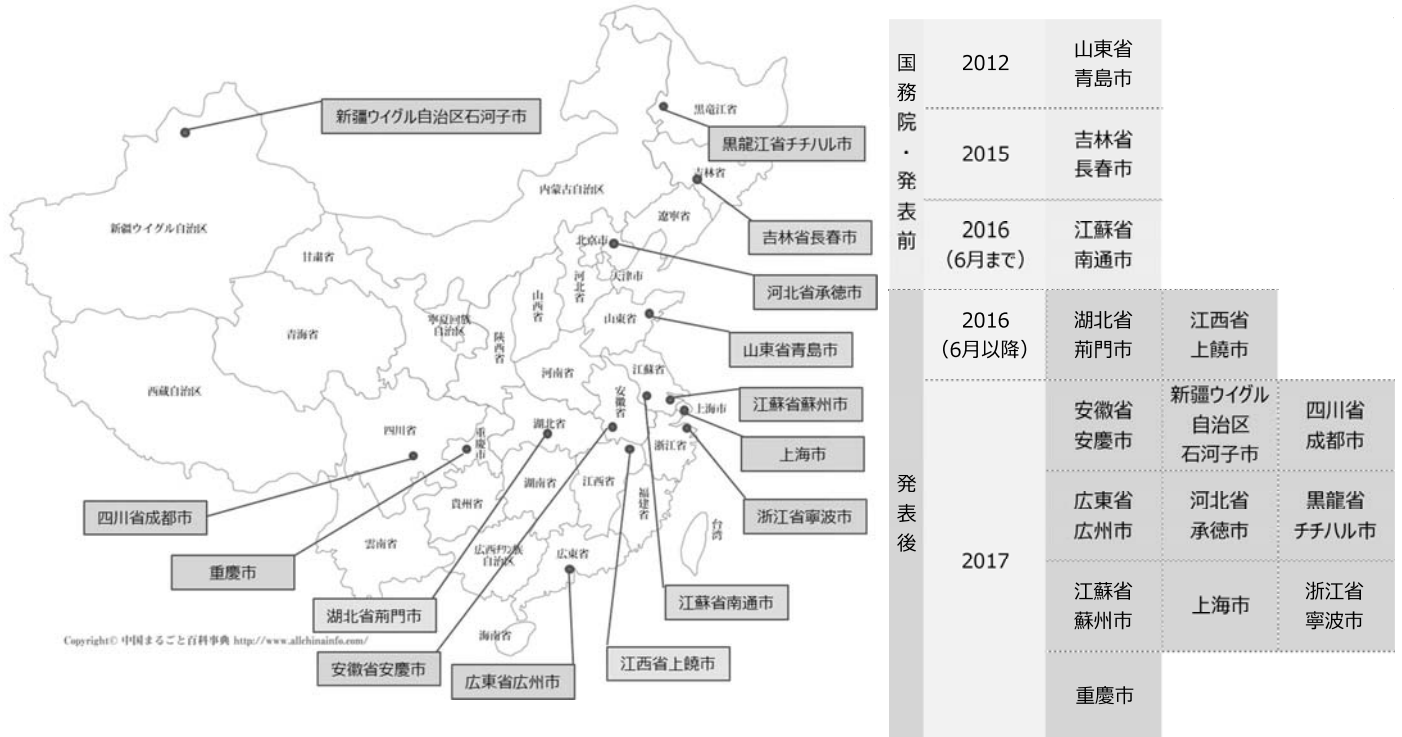 新疆ウイグル自治区石河子市
黒竜江省
黒龍江省チチハル市
吉林省
内蒙古自治区
遼寧省
吉林省長春市
新疆ウイグル自治区
北京市
甘粛省
天津市
河北省
河北省承徳市
山西省
山東省
寧夏回族
自治区
青海省
陝西省
山東省青島市
河南省
江蘇省
西蔵自治区
安徽省
江蘇省蘇州市
上海市
四川省
重慶市
湖北省
浙江省
上海市
湖南省
江西省
貴州省
福建省
四川省成都市
浙江省寧波市
台湾
雲南省
広西チワン族
自治区
広東省
重慶市
湖北省荊門市
江蘇省南通市
海南省
Copyright© 中国まるごと百科事典 http://www.allchinainfo.com/
安徽省安慶市
広東省広州市
江西省上饒市
国務院・発表前
2012
山東省
青島市
2015
吉林省
長春市
2016
(6月まで)
江蘇省
南通市
発表後
2016
(6月以降)
湖北省
荊門市
江西省
上饒市
2017
安徽省
安慶市
新疆ウイグル
自治区
石河子市
四川省
成都市
広東省
広州市
河北省
承徳市
黒龍省
チチハル市
江蘇省
蘇州市
上海市
浙江省
寧波市
重慶市